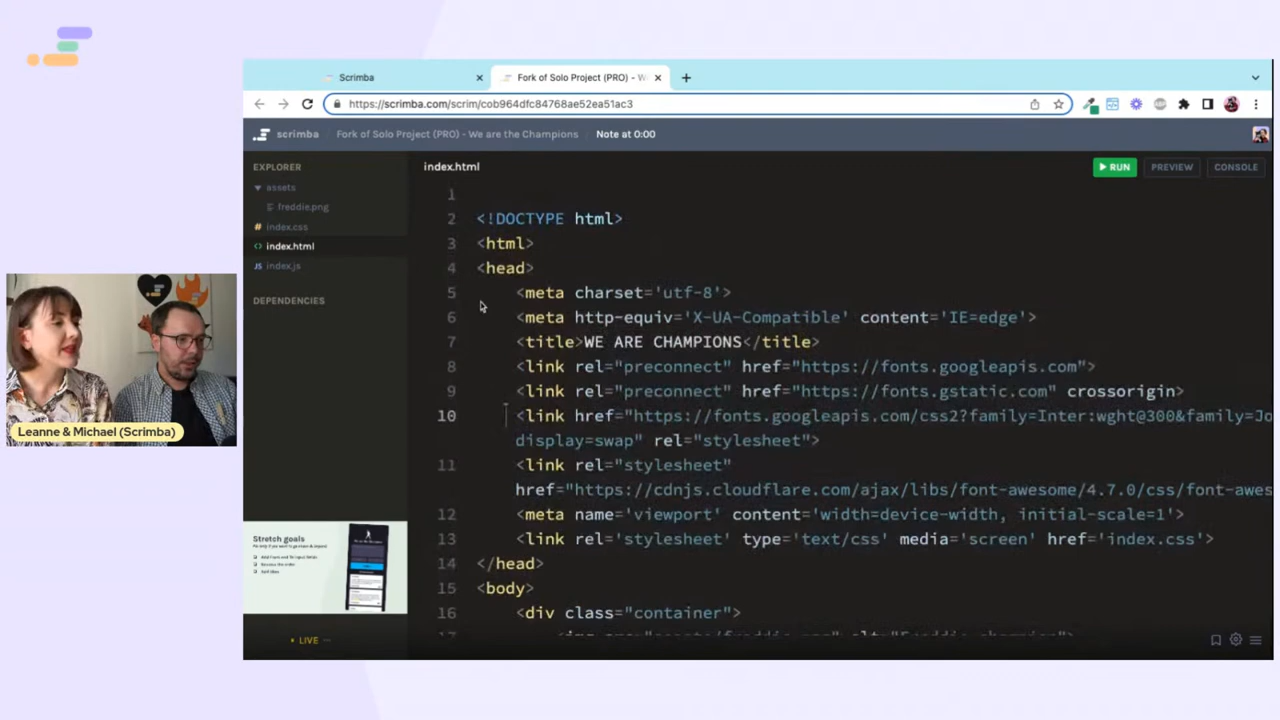 Scrimba
Fork of Solo Project (PRO) - W
https://scrimba.com/scrim/cob964dfc84768ae52ea51ac3
scrimba Fork of Solo Project (PRO) - We are the Champions Note at 0:00
EXPLORER
assets
freddie.png
index.css
index.html
index.js
DEPENDENCIES
index.html
RUN PREVIEW CONSOLE
1
2 <!DOCTYPE html>
3 <html>
4 <head>
5 <meta charset='utf-8'>
6 <meta http-equiv='X-UA-Compatible' content='IE=edge'>
7 <title>WE ARE CHAMPIONS</title>
8 <link rel="preconnect" href="https://fonts.googleapis.com">
9 <link rel="preconnect" href="https://fonts.gstatic.com" crossorigin>
10 <link href="https://fonts.googleapis.com/css2?family=Inter:wght@300&family=Jo
display=swap" rel="stylesheet">
11 <link rel="stylesheet"
href="https://cdnjs.cloudflare.com/ajax/libs/font-awesome/4.7.0/css/font-awes
12 <meta name='viewport' content='width=device-width, initial-scale=1'>
13 <link rel='stylesheet' type='text/css' media='screen' href='index.css'>
14 </head>
15 <body>
16 <div class="container">
Leanne & Michael (Scrimba)
Stretch goals
LIVE